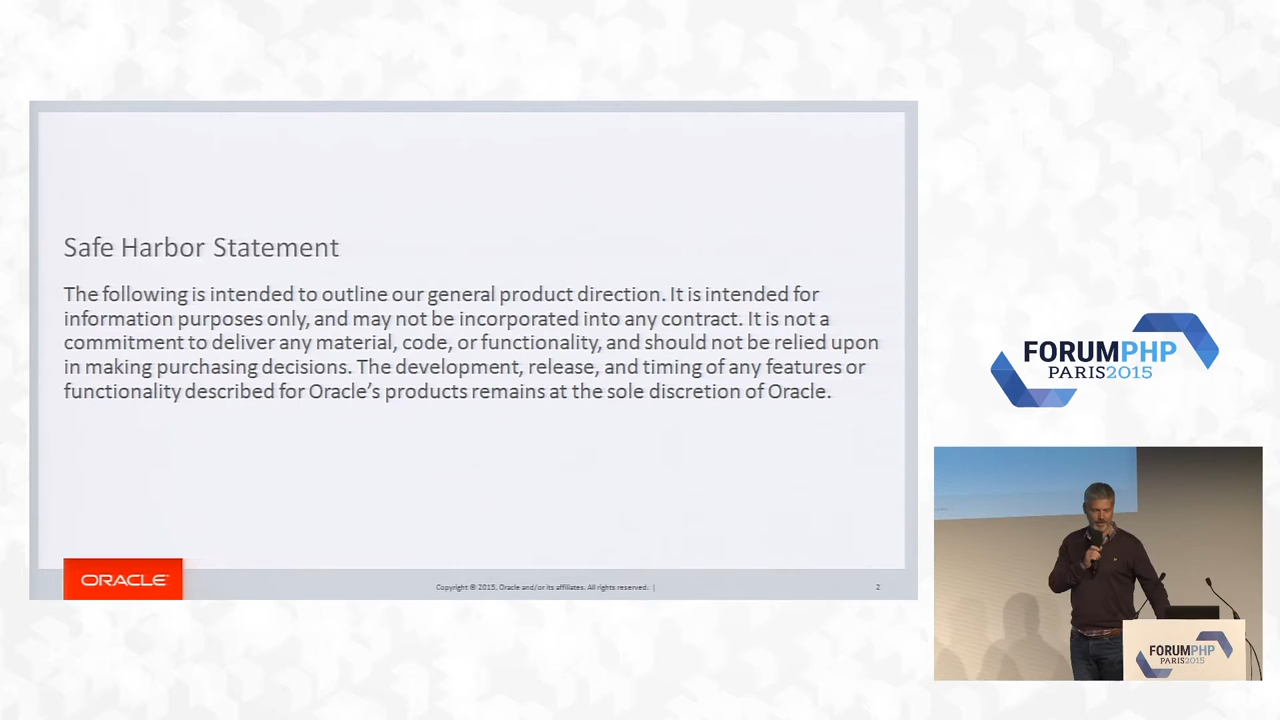 Safe Harbor Statement
The following is intended to outline our general product direction. It is intended for
information purposes only, and may not be incorporated into any contract. It is not a
commitment to deliver any material, code, or functionality, and should not be relied upon
in making purchasing decisions. The development, release, and timing of any features or
functionality described for Oracle’s products remains at the sole discretion of Oracle.
ORACLE
Copyright © 2015, Oracle and/or its affiliates. All rights reserved. |
2
FORUMPHP
PARIS2015
FORUMPHP
PARIS2015